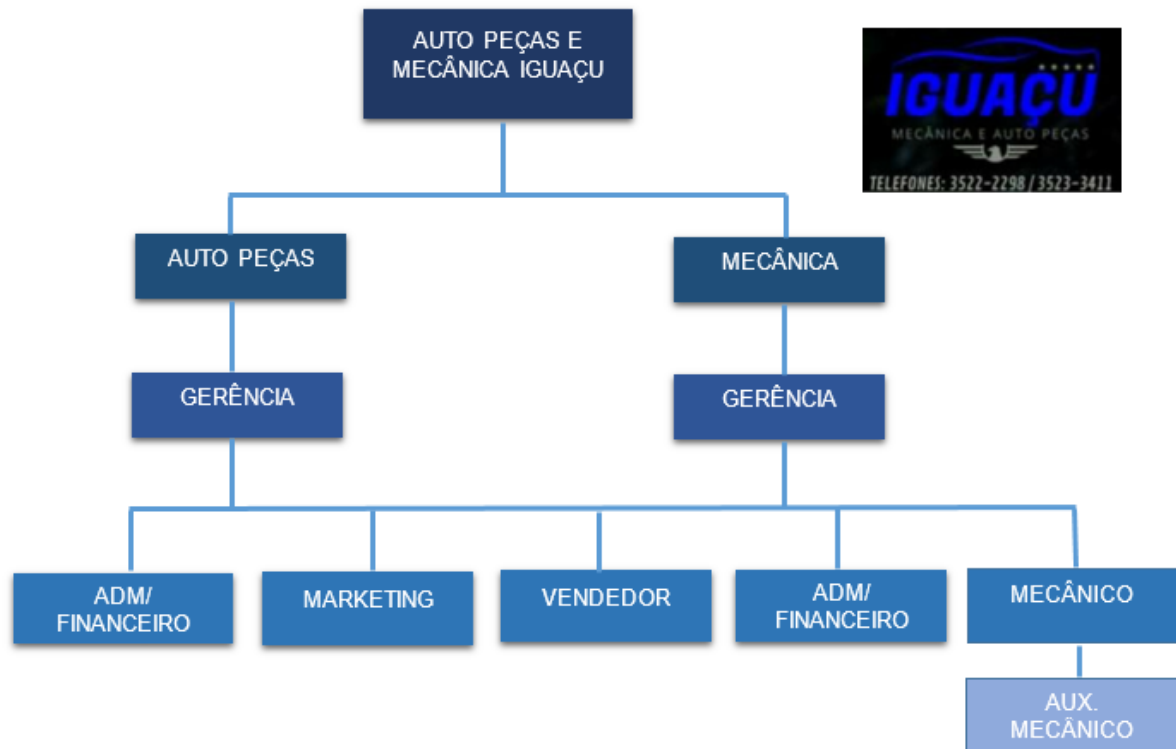 AUTO PEÇAS E
MECÂNICA IGUAÇU
IGUAÇU
MECÂNICA E AUTO PEÇAS
TELEFONES: 3522-2298 / 3523-3411
AUTO PEÇAS
MECÂNICA
GERÊNCIA
GERÊNCIA
ADM/
FINANCEIRO
MARKETING
VENDEDOR
ADM/
FINANCEIRO
MECÂNICO
AUX.
MECÂNICO